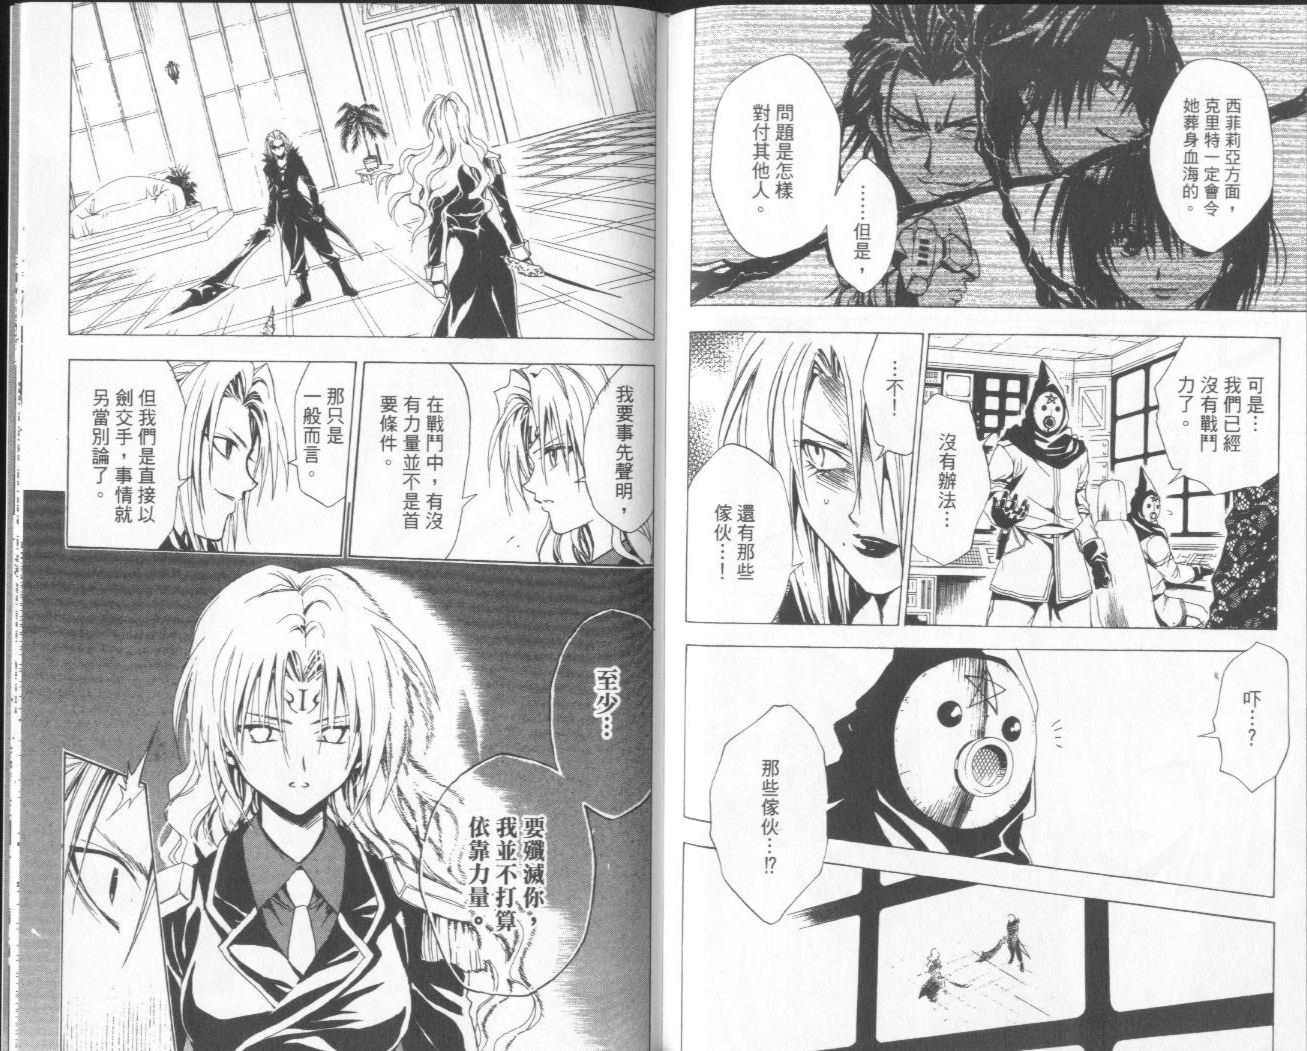 西菲莉亞方面，
克里特一定會令
她葬身血海的。
……但是，
問題是怎樣
對付其他人。
可是…
我們已經
沒有戰鬥
力了。
沒有辦法…
…不！
還有那些
傢伙…！
吓…？
那些傢伙…!?
我要事先聲明，
在戰鬥中，有沒
有力量並不是首
要條件。
那只是
一般而言。
但我們是直接以
劍交手，事情就
另當別論了。
至少…
要殲滅你，
我並不打算
依靠力量。
I